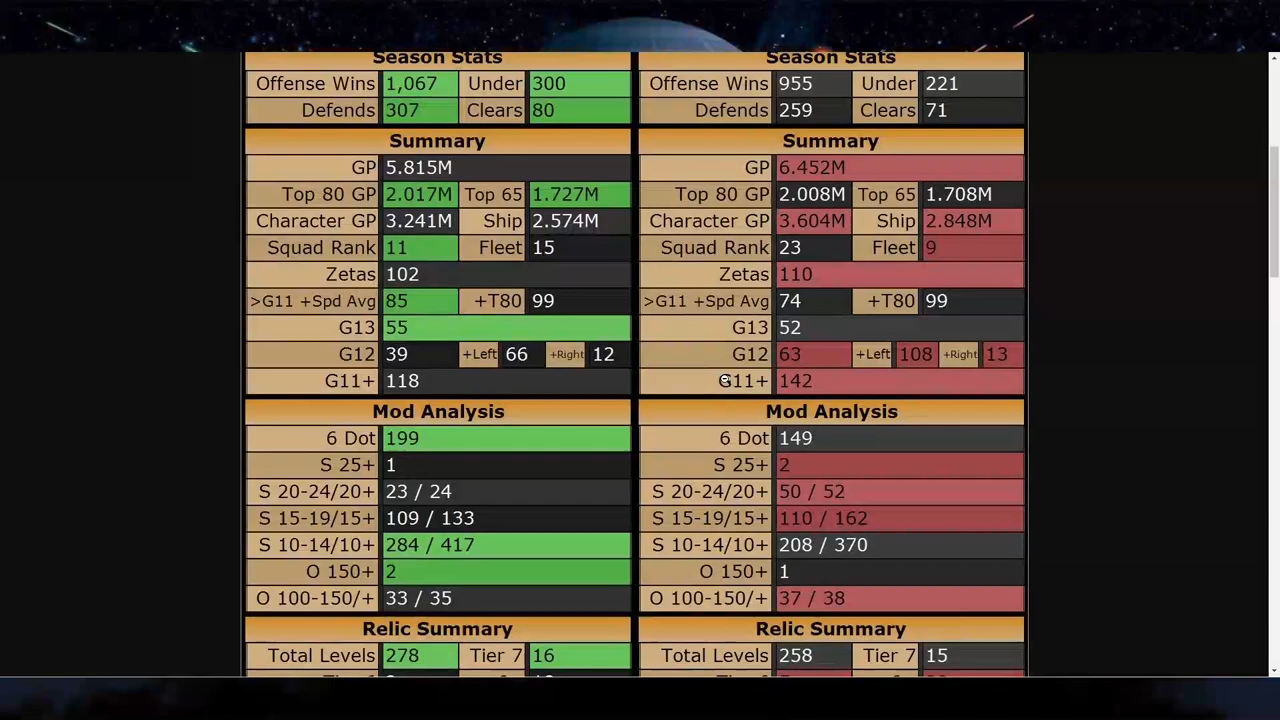 Season Stats
Offense Wins 1,067 Under 300
Defends 307 Clears 80
Summary
GP 5.815M
Top 80 GP 2.017M Top 65 1.727M
Character GP 3.241M Ship 2.574M
Squad Rank 11 Fleet 15
Zetas 102
>G11 +Spd Avg 85 +T80 99
G13 55
G12 39 +Left 66 +Right 12
G11+ 118
Mod Analysis
6 Dot 199
S 25+ 1
S 20-24/20+ 23 / 24
S 15-19/15+ 109 / 133
S 10-14/10+ 284 / 417
O 150+ 2
O 100-150/+ 33 / 35
Relic Summary
Total Levels 278 Tier 7 16
Season Stats
Offense Wins 955 Under 221
Defends 259 Clears 71
Summary
GP 6.452M
Top 80 GP 2.008M Top 65 1.708M
Character GP 3.604M Ship 2.848M
Squad Rank 23 Fleet 9
Zetas 110
>G11 +Spd Avg 74 +T80 99
G13 52
G12 63 +Left 108 +Right 13
G11+ 142
Mod Analysis
6 Dot 149
S 25+ 2
S 20-24/20+ 50 / 52
S 15-19/15+ 110 / 162
S 10-14/10+ 208 / 370
O 150+ 1
O 100-150/+ 37 / 38
Relic Summary
Total Levels 258 Tier 7 15